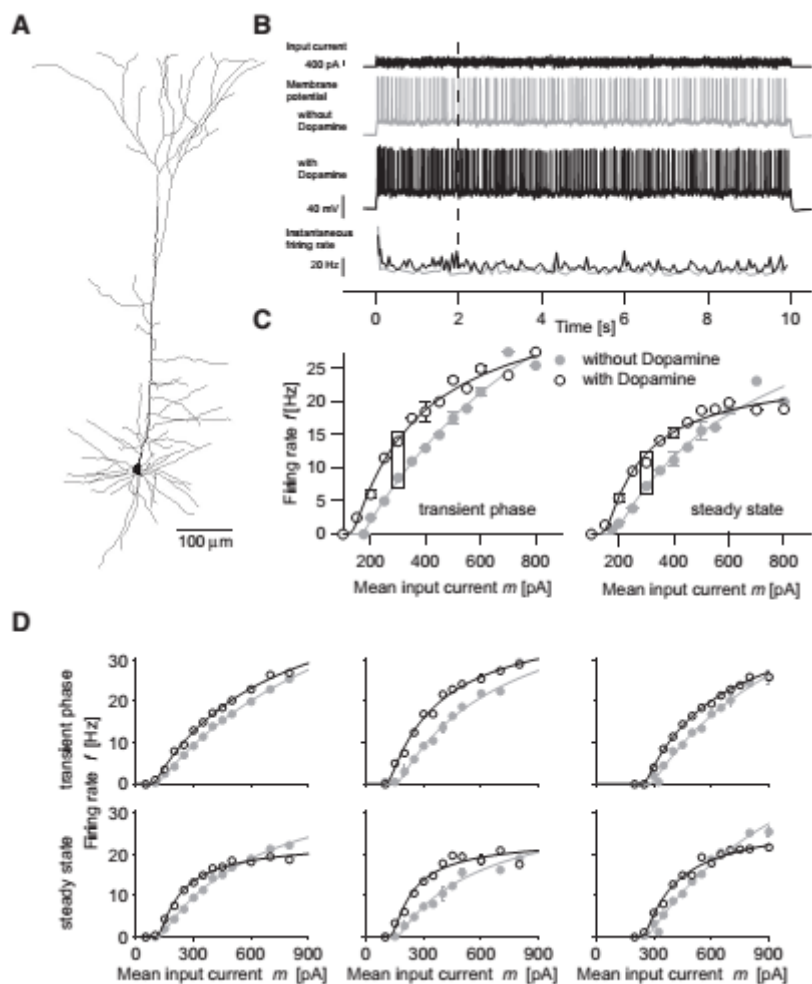 A
B
Input current
400 pA
Membrane
potential
without
Dopamine
with
Dopamine
40 mV
Instantaneous
friring rate
20 Hz
0 2 4 6 8 10
Time [s]
100 µm
C
without Dopamine
with Dopamine
Firing rate f [Hz]
25
20
15
10
5
0
transient phase
steady state
200 400 600 800
200 400 600 800
Mean input current m [pA]
Mean input current m [pA]
D
transient phase
steady state
Firing rate f [Hz]
30
20
10
0
30
20
10
0
0 300 600 900
0 300 600 900
0 300 600 900
Mean input current m [pA]
Mean input current m [pA]
Mean input current m [pA]